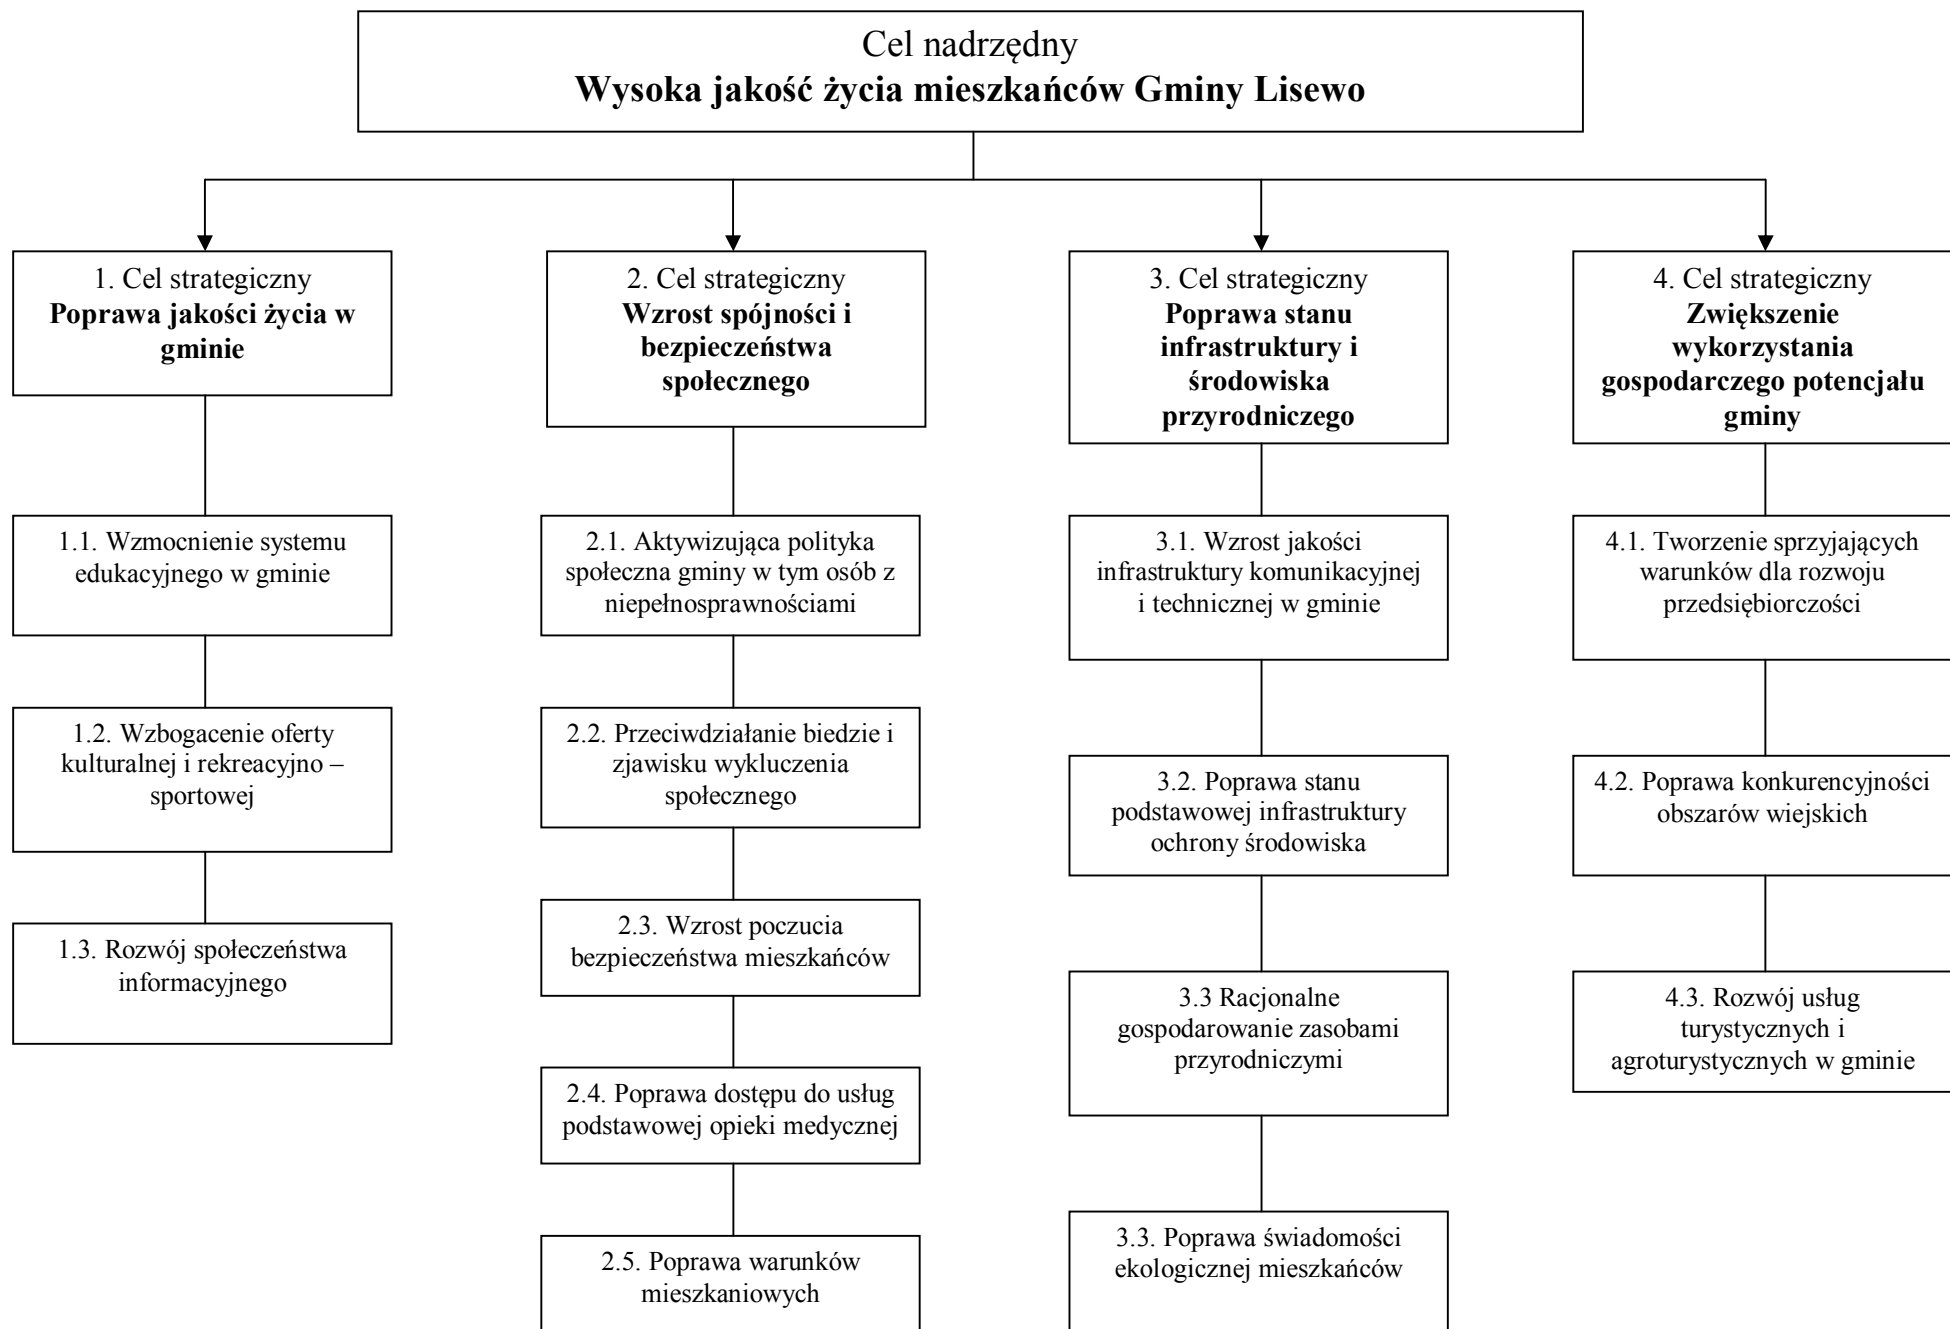 Cel nadrzędny
Wysoka jakość życia mieszkańców Gminy Lisewo
1. Cel strategiczny
Poprawa jakości życia w
gminie
1.1. Wzmocnienie systemu
edukacyjnego w gminie
1.2. Wzbogacenie oferty
kulturalnej i rekreacyjno –
sportowej
1.3. Rozwój społeczeństwa
informacyjnego
2. Cel strategiczny
Wzrost spójności i
bezpieczeństwa
społecznego
2.1. Aktywizująca polityka
społeczna gminy w tym osób z
niepełnosprawnościami
2.2. Przeciwdziałanie biedzie i
zjawisku wykluczenia
społecznego
2.3. Wzrost poczucia
bezpieczeństwa mieszkańców
2.4. Poprawa dostępu do usług
podstawowej opieki medycznej
2.5. Poprawa warunków
mieszkaniowych
3. Cel strategiczny
Poprawa stanu
infrastruktury i
środowiska
przyrodniczego
3.1. Wzrost jakości
infrastruktury komunikacyjnej
i technicznej w gminie
3.2. Poprawa stanu
podstawowej infrastruktury
ochrony środowiska
3.3 Racjonalne
gospodarowanie zasobami
przyrodniczymi
3.3. Poprawa świadomości
ekologicznej mieszkańców
4. Cel strategiczny
Zwiększenie
wykorzystania
gospodarczego potencjału
gminy
4.1. Tworzenie sprzyjających
warunków dla rozwoju
przedsiębiorczości
4.2. Poprawa konkurencyjności
obszarów wiejskich
4.3. Rozwój usług
turystycznych i
agroturystycznych w gminie